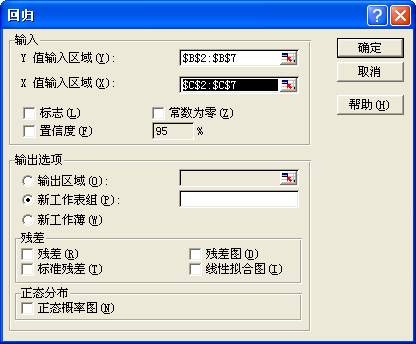 回归
输入
Y 值输入区域(Y): $B$2:$B$7
X 值输入区域(X): $C$2:$C$7
标志(L) 常数为零(Z)
置信度(F) 95 %
确定
取消
帮助(H)
输出选项
输出区域(O):
新工作表组(P):
新工作薄(W)
残差
残差(R) 残差图(D)
标准残差(T) 线性拟合图(I)
正态分布
正态概率图(N)